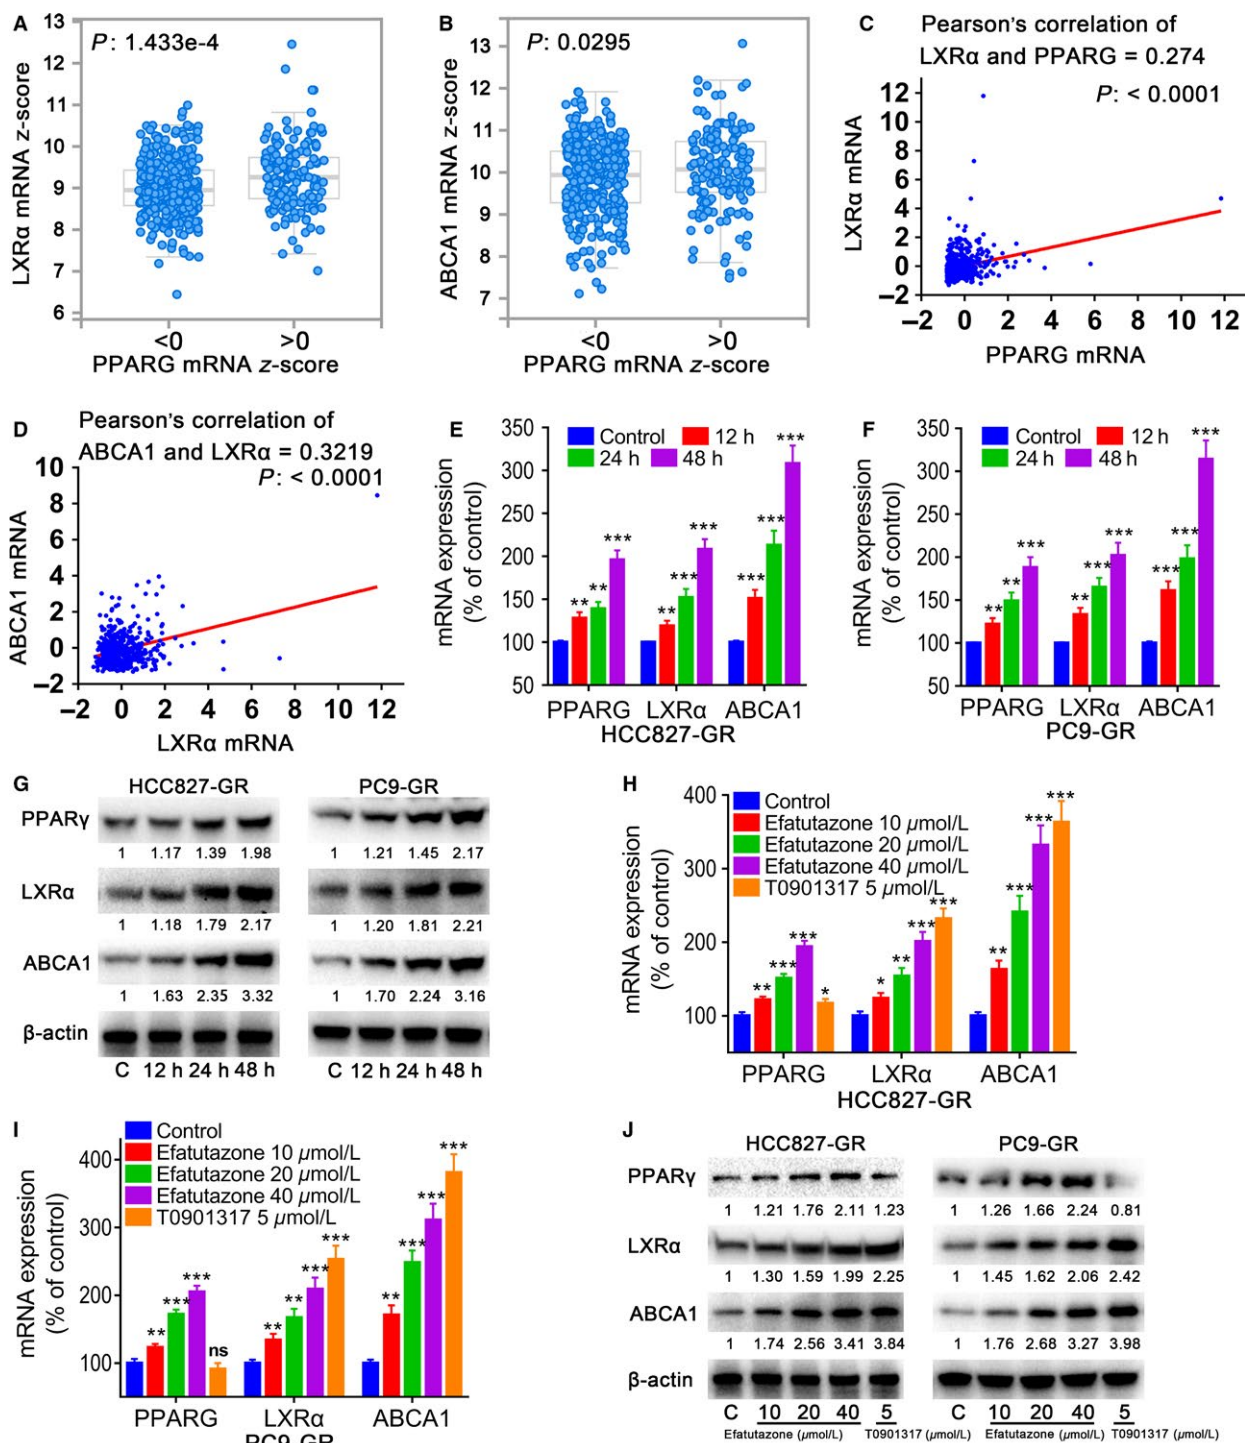 A
P: 1.433e-4
LXRα mRNA z-score
13
12
11
10
9
8
7
6
<0 >0
PPARG mRNA z-score
B
P: 0.0295
ABCA1 mRNA z-score
13
12
11
10
9
8
7
<0 >0
PPARG mRNA z-score
C
Pearson's correlation of
LXRα and PPARG = 0.274
P: < 0.0001
LXRα mRNA
12
10
8
6
4
2
0
−2
−2 0 2 4 6 8 10 12
PPARG mRNA
D
Pearson's correlation of
ABCA1 and LXRα = 0.3219
P: < 0.0001
ABCA1 mRNA
10
8
6
4
2
0
−2
−2 0 2 4 6 8 10 12
LXRα mRNA
E
Control 12 h
24 h 48 h
mRNA expression
(% of control)
350
300
250
200
150
100
50
** ** ***
** *** ***
*** *** ***
PPARG LXRα ABCA1
HCC827-GR
F
Control 12 h
24 h 48 h
mRNA expression
(% of control)
350
300
250
200
150
100
50
** ** ***
** *** ***
*** *** ***
PPARG LXRα ABCA1
PC9-GR
G
HCC827-GR PC9-GR
PPARγ
1 1.17 1.39 1.98 1 1.21 1.45 2.17
LXRα
1 1.18 1.79 2.17 1 1.20 1.81 2.21
ABCA1
1 1.63 2.35 3.32 1 1.70 2.24 3.16
β-actin
C 12 h 24 h 48 h C 12 h 24 h 48 h
H
Control
Efatutazone 10 µmol/L
Efatutazone 20 µmol/L
Efatutazone 40 µmol/L
T0901317 5 µmol/L
mRNA expression
(% of control)
400
300
200
100
** *** *** *
* ** *** ***
** *** *** ***
PPARG LXRα ABCA1
HCC827-GR
I
Control
Efatutazone 10 µmol/L
Efatutazone 20 µmol/L
Efatutazone 40 µmol/L
T0901317 5 µmol/L
mRNA expression
(% of control)
400
300
200
100
** *** *** ns
** ** *** ***
** *** *** ***
PPARG LXRα ABCA1
PC9-GR
J
HCC827-GR PC9-GR
PPARγ
1 1.21 1.76 2.11 1.23 1 1.26 1.66 2.24 0.81
LXRα
1 1.30 1.59 1.99 2.25 1 1.45 1.62 2.06 2.42
ABCA1
1 1.74 2.56 3.41 3.84 1 1.76 2.68 3.27 3.98
β-actin
C 10 20 40 5 C 10 20 40 5
Efatutazone (µmol/L) T0901317 (µmol/L) Efatutazone (µmol/L) T0901317 (µmol/L)